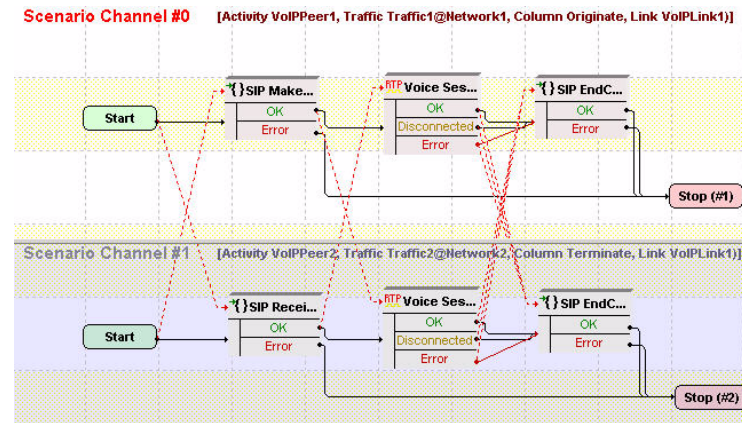 Scenario Channel #0 [Activity VoIPPeer1, Traffic Traffic1@Network1, Column Originate, Link VoIPLink1)]
{}SIP Make... RTP Voice Ses... {}SIP EndC...
Start OK OK OK
Error Disconnected Error
Error
Stop (#1)
Scenario Channel #1 [Activity VoIPPeer2, Traffic Traffic2@Network2, Column Terminate, Link VoIPLink1)]
{}SIP Recei... RTP Voice Ses... {}SIP EndC...
Start OK OK OK
Error Disconnected Error
Error
Stop (#2)